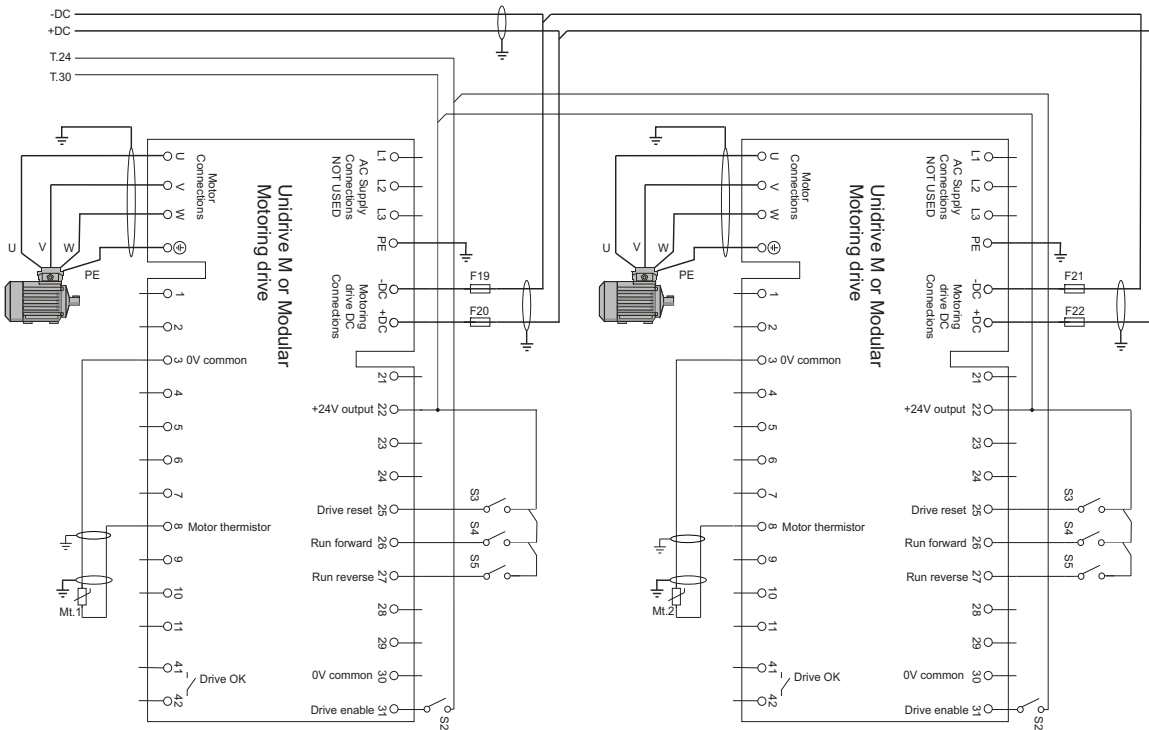 -DC
+DC
T.24
T.30
U
V
W
Motor
Connections
Unidrive M or Modular
Motoring drive
AC Supply
Connections
NOT USED
L1
L2
L3
PE
U
V
W
PE
Motoring
drive DC
Connections
-DC
+DC
F19
F20
1
2
3
0V common
4
5
6
7
8
Motor thermistor
9
10
11
41
42
Drive OK
Mt.1
21
+24V output
22
23
24
Drive reset
25
S3
Run forward
26
S4
Run reverse
27
S5
28
29
0V common
30
Drive enable
31
S2
U
V
W
Motor
Connections
Unidrive M or Modular
Motoring drive
AC Supply
Connections
NOT USED
L1
L2
L3
PE
U
V
W
PE
Motoring
drive DC
Connections
-DC
+DC
F21
F22
1
2
3
0V common
4
5
6
7
8
Motor thermistor
9
10
11
41
42
Drive OK
Mt.2
21
+24V output
22
23
24
Drive reset
25
S3
Run forward
26
S4
Run reverse
27
S5
28
29
0V common
30
Drive enable
31
S2